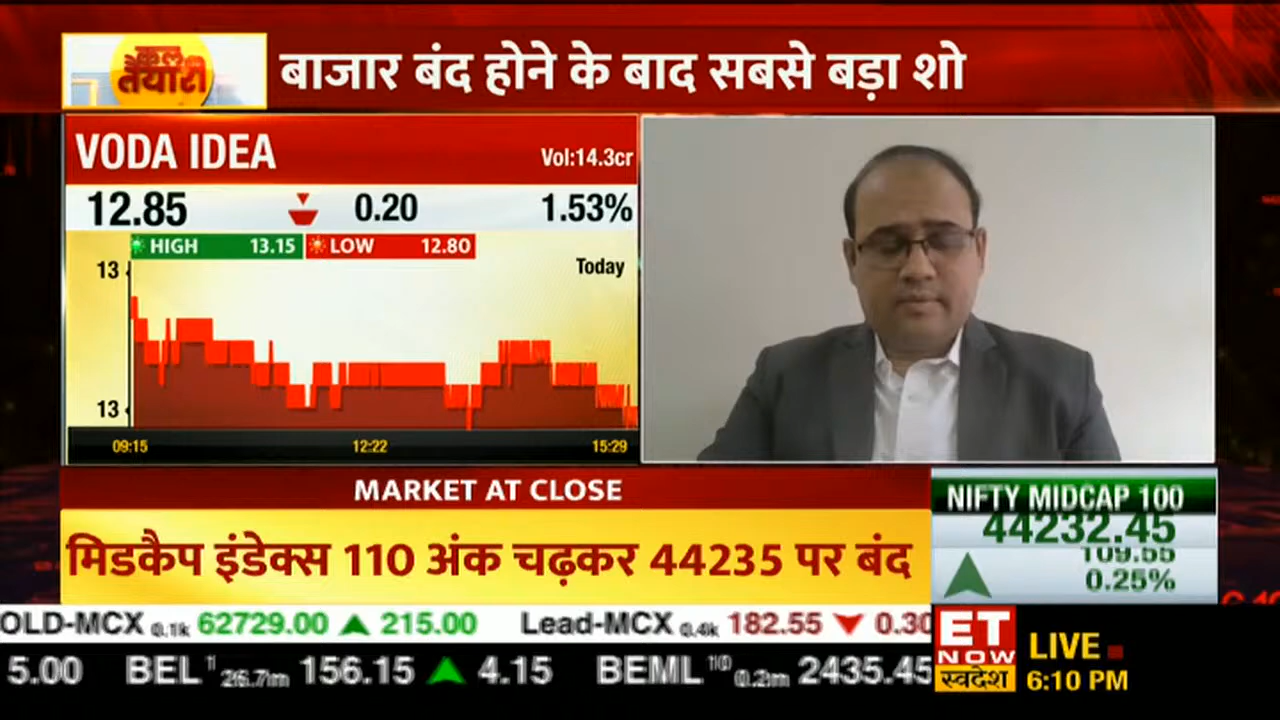 कल की तैयारी
बाजार बंद होने के बाद सबसे बड़ा शो
VODA IDEA Vol:14.3cr
12.85 0.20 1.53%
HIGH 13.15 LOW 12.80
Today
13
13
09:15 12:22 15:29
MARKET AT CLOSE
मिडकैप इंडेक्स 110 अंक चढ़कर 44235 पर बंद
NIFTY MIDCAP 100
44232.45
109.55
0.25%
OLD-MCX 0.1k 62729.00 215.00 Lead-MCX 0.4k 182.55 0.30
5.00 BEL 26.7m 156.15 4.15 BEML 0.2m 2435.45
ET NOW स्वदेश
LIVE
6:10 PM